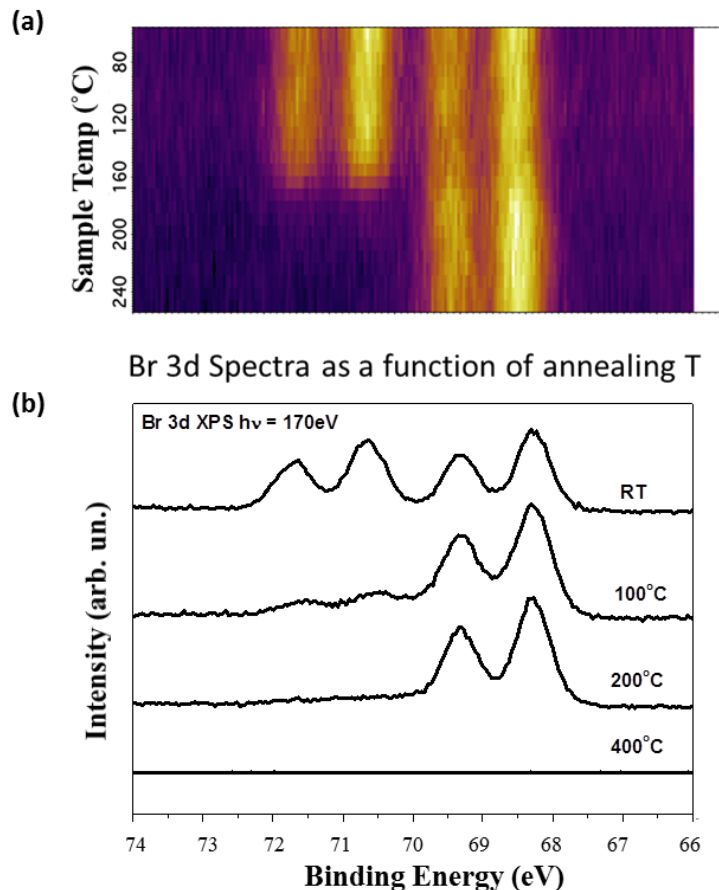 (a)
80
120
160
200
240
Sample Temp (˚C)
Br 3d Spectra as a function of annealing T
(b)
Br 3d XPS hν = 170eV
RT
100°C
200°C
400°C
Intensity (arb. un.)
74 73 72 71 70 69 68 67 66
Binding Energy (eV)